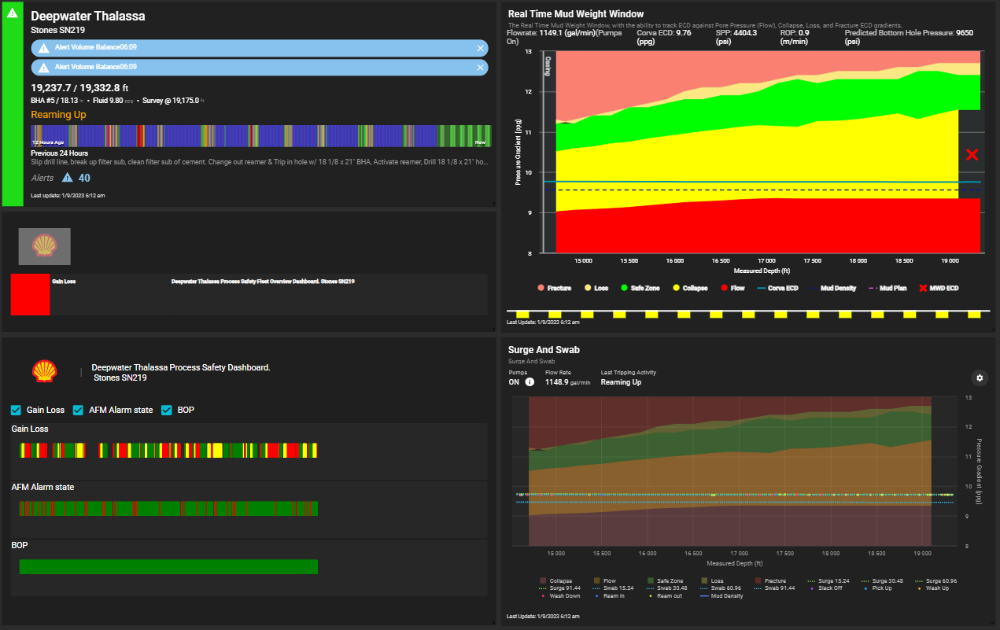 Deepwater Thalassa
Stones SN219
Alert Volume Balance06:09
Alert Volume Balance06:09
19,237.7 / 19,332.8 ft
BHA #5 / 18.13 in • Fluid 9.80 ppg • Survey @ 19,175.0 ft
Reaming Up
12 Hours Ago
Now
Previous 24 Hours
Slip drill line, break up filter sub, clean filter sub of cement. Change out reamer & Trip in hole w/ 18 1/8 x 21" BHA, Activate reamer, Drill 18 1/8 x 21" ho...
Alerts 40
Last update: 1/9/2023 6:12 am
Gain Loss
Deepwater Thalassa Process Safety Fleet Overview Dashboard. Stones SN219
| Deepwater Thalassa Process Safety Dashboard.
Stones SN219
Gain Loss AFM Alarm state BOP
Gain Loss
AFM Alarm state
BOP
Real Time Mud Weight Window
The Real Time Mud Weight Window, with the ability to track ECD against Pore Pressure (Flow), Collapse, Loss, and Fracture ECD gradients.
Flowrate: 1149.1 (gal/min)(Pumps On)
Corva ECD: 9.76 (ppg)
SPP: 4404.3 (psi)
ROP: 0.9 (m/min)
Predicted Bottom Hole Pressure: 9650 (psi)
Casing
Pressure Gradient (ppg)
13
12
11
10
9
8
15 000 15 500 16 000 16 500 17 000 17 500 18 000 18 500 19 000
Measured Depth (ft)
Fracture Loss Safe Zone Collapse Flow Corva ECD Mud Density Mud Plan MWD ECD
Last Update: 1/9/2023 6:12 am
Surge And Swab
Surge And Swab
Pumps Flow Rate Last Tripping Activity
ON 1148.9 gal/min Reaming Up
13
12
11
10
9
8
Pressure Gradient (ppg)
15 000 15 500 16 000 16 500 17 000 17 500 18 000 18 500 19 000
Measured Depth (ft)
Collapse Flow Safe Zone Loss Fracture Surge 15.24 Surge 30.48 Surge 60.96
Surge 91.44 Swab 15.24 Swab 30.48 Swab 60.96 Swab 91.44 Slack Off Pick Up Wash Up
Wash Down Ream In Ream out Mud Density
Last Update: 1/9/2023 6:12 am